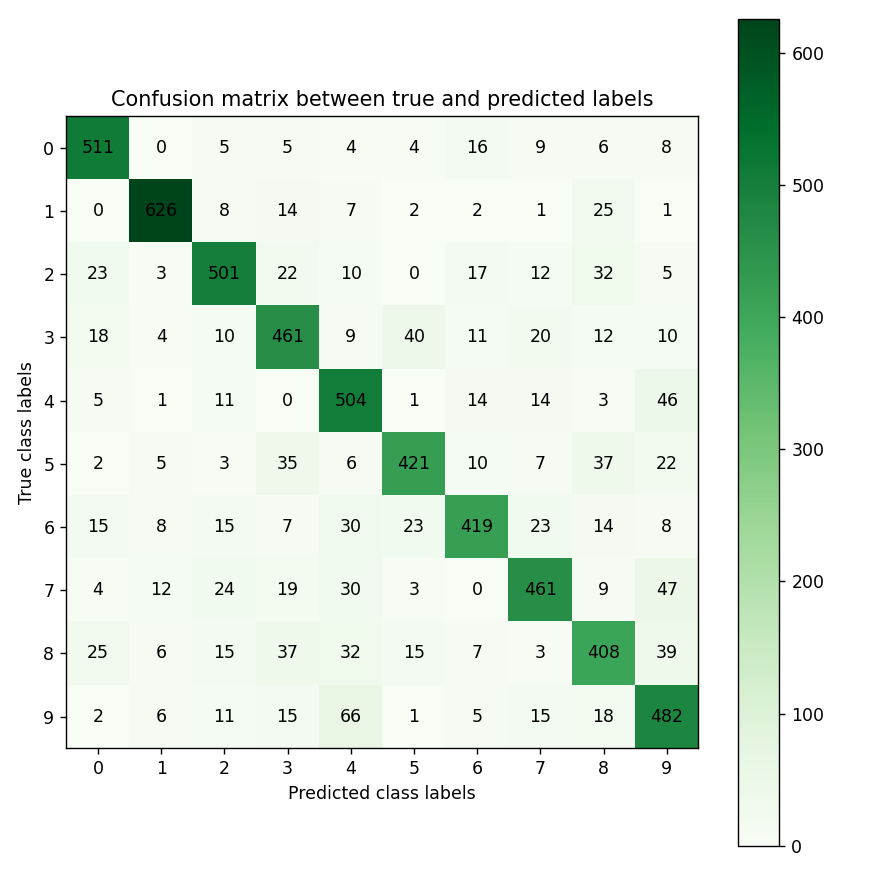 Confusion matrix between true and predicted labels
0 511 0 5 5 4 4 16 9 6 8
1 0 626 8 14 7 2 2 1 25 1
2 23 3 501 22 10 0 17 12 32 5
3 18 4 10 461 9 40 11 20 12 10
4 5 1 11 0 504 1 14 14 3 46
5 2 5 3 35 6 421 10 7 37 22
6 15 8 15 7 30 23 419 23 14 8
7 4 12 24 19 30 3 0 461 9 47
8 25 6 15 37 32 15 7 3 408 39
9 2 6 11 15 66 1 5 15 18 482
0 1 2 3 4 5 6 7 8 9
Predicted class labels
True class labels
600
500
400
300
200
100
0